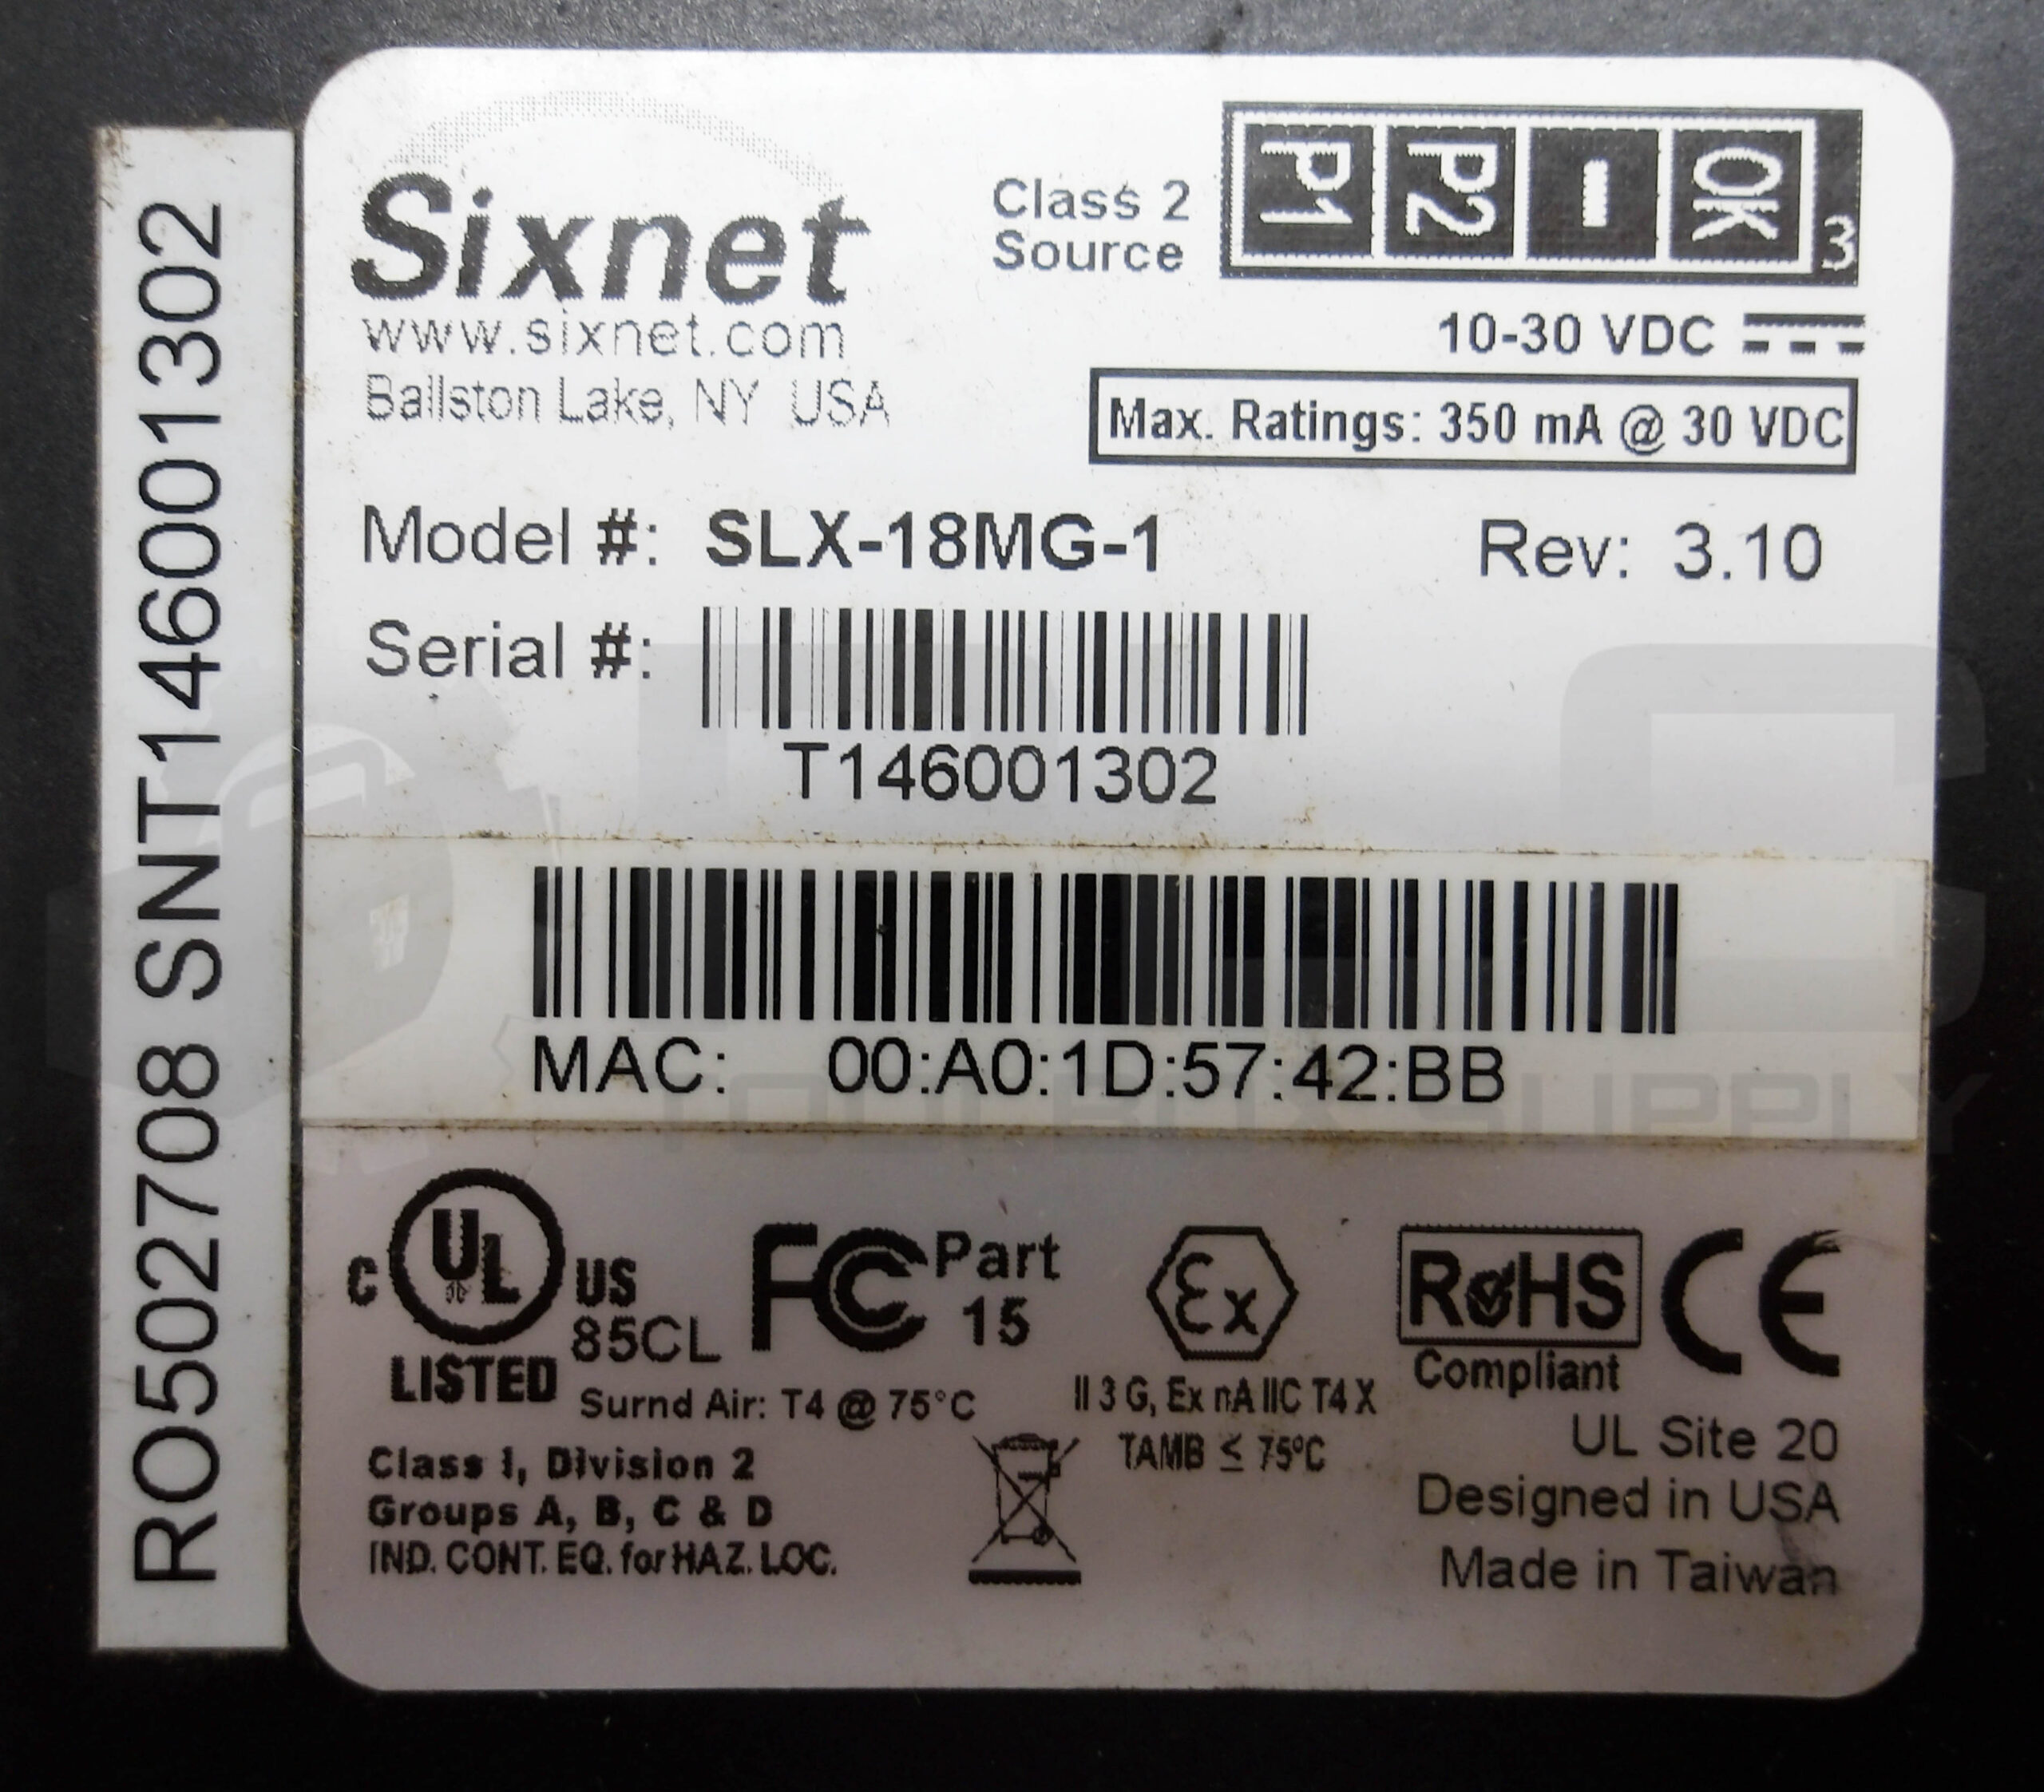 RO502708 SNT146001302
Sixnet
www.sixnet.com
Ballston Lake, NY USA
Class 2
Source
P1 P2 - OK 3
10-30 VDC
Max. Ratings: 350 mA @ 30 VDC
Model #: SLX-18MG-1 Rev: 3.10
Serial #:
T146001302
MAC: 00:A0:1D:57:42:BB
TOOLBOX SUPPLY
C UL US
LISTED
85CL
FC Part
15
Ex
RoHS
Compliant
CE
Surnd Air: T4 @ 75°C
II 3 G, Ex nA IIC T4 X
TAMB ≤ 75°C
Class I, Division 2
Groups A, B, C & D
IND. CONT. EQ. for HAZ. LOC.
UL Site 20
Designed in USA
Made in Taiwan